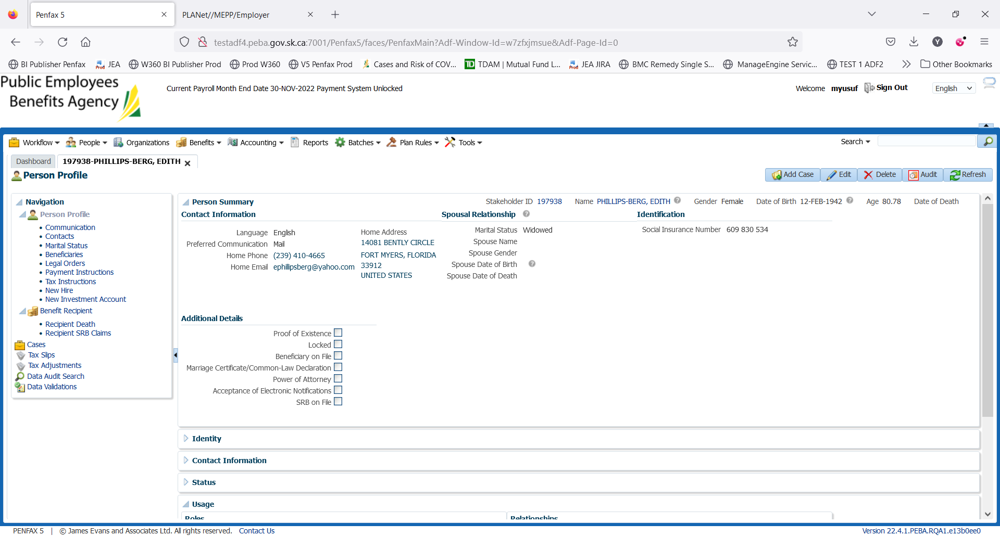 Penfax 5
PLANet//MEPP/Employer
testadf4.peba.gov.sk.ca:7001/Penfax5/faces/PenfaxMain?Adf-Window-Id=w7zfxjmsue&Adf-Page-Id=0
BI Publisher Penfax JEA W360 BI Publisher Prod Prod W360 V5 Penfax Prod Cases and Risk of COV... TDAM | Mutual Fund L... JEA JIRA BMC Remedy Single S... ManageEngine Servic... TEST 1 ADF2 Other Bookmarks
Public Employees
Benefits Agency
Current Payroll Month End Date 30-NOV-2022 Payment System Unlocked
Welcome myusuf Sign Out English
Workflow People Organizations Benefits Accounting Reports Batches Plan Rules Tools Search
Dashboard 197938-PHILLIPS-BERG, EDITH
Person Profile
Add Case Edit Delete Audit Refresh
Navigation
Person Profile
Communication
Contacts
Marital Status
Beneficiaries
Legal Orders
Payment Instructions
Tax Instructions
New Hire
New Investment Account
Benefit Recipient
Recipient Death
Recipient SRB Claims
Cases
Tax Slips
Tax Adjustments
Data Audit Search
Data Validations
Person Summary
Stakeholder ID 197938 Name PHILLIPS-BERG, EDITH Gender Female Date of Birth 12-FEB-1942 Age 80.78 Date of Death
Contact Information
Language English
Preferred Communication Mail
Home Phone (239) 410-4665
Home Email ephillipsberg@yahoo.com
Home Address
14081 BENTLY CIRCLE
FORT MYERS, FLORIDA
33912
UNITED STATES
Spousal Relationship
Marital Status Widowed
Spouse Name
Spouse Gender
Spouse Date of Birth
Spouse Date of Death
Identification
Social Insurance Number 609 830 534
Additional Details
Proof of Existence
Locked
Beneficiary on File
Marriage Certificate/Common-Law Declaration
Power of Attorney
Acceptance of Electronic Notifications
SRB on File
Identity
Contact Information
Status
Usage
Roles Relationships
PENFAX 5 | © James Evans and Associates Ltd. All rights reserved. Contact Us
Version 22.4.1.PEBA.RQA1.e13b0ee0